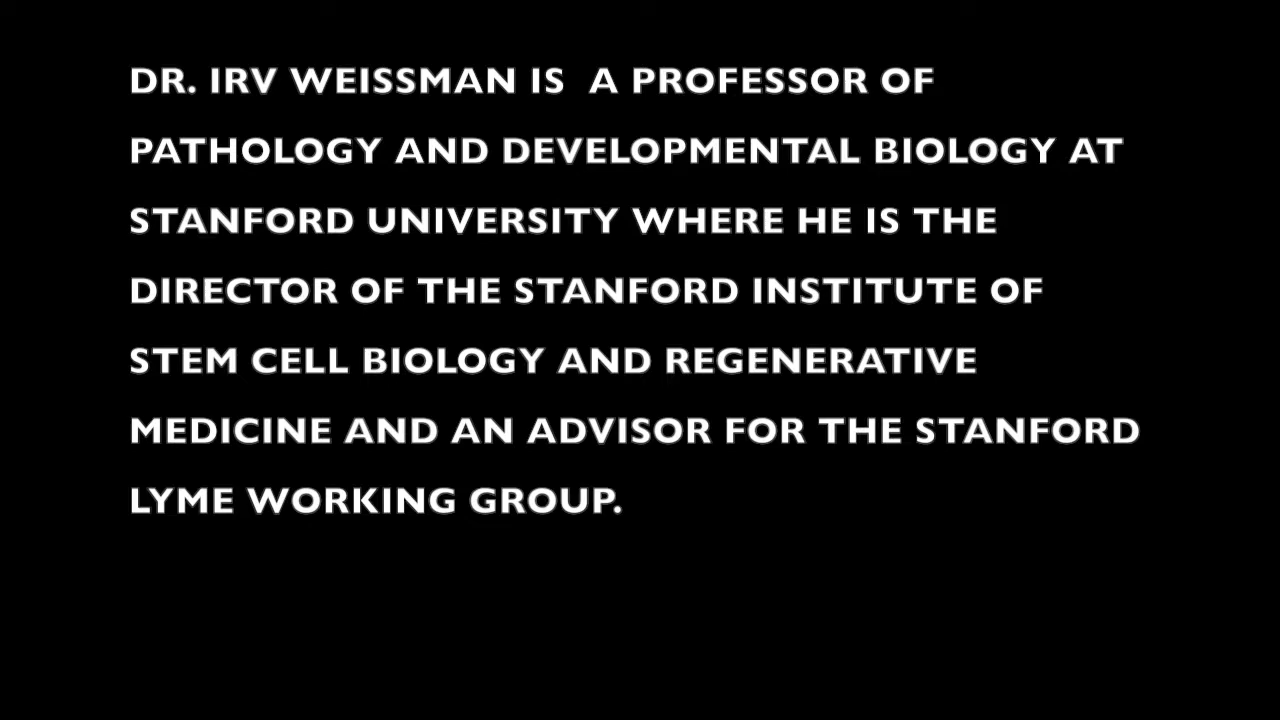 DR. IRV WEISSMAN IS  A PROFESSOR OF
PATHOLOGY AND DEVELOPMENTAL BIOLOGY AT
STANFORD UNIVERSITY WHERE HE IS THE
DIRECTOR OF THE STANFORD INSTITUTE OF
STEM CELL BIOLOGY AND REGENERATIVE
MEDICINE AND AN ADVISOR FOR THE STANFORD
LYME WORKING GROUP.